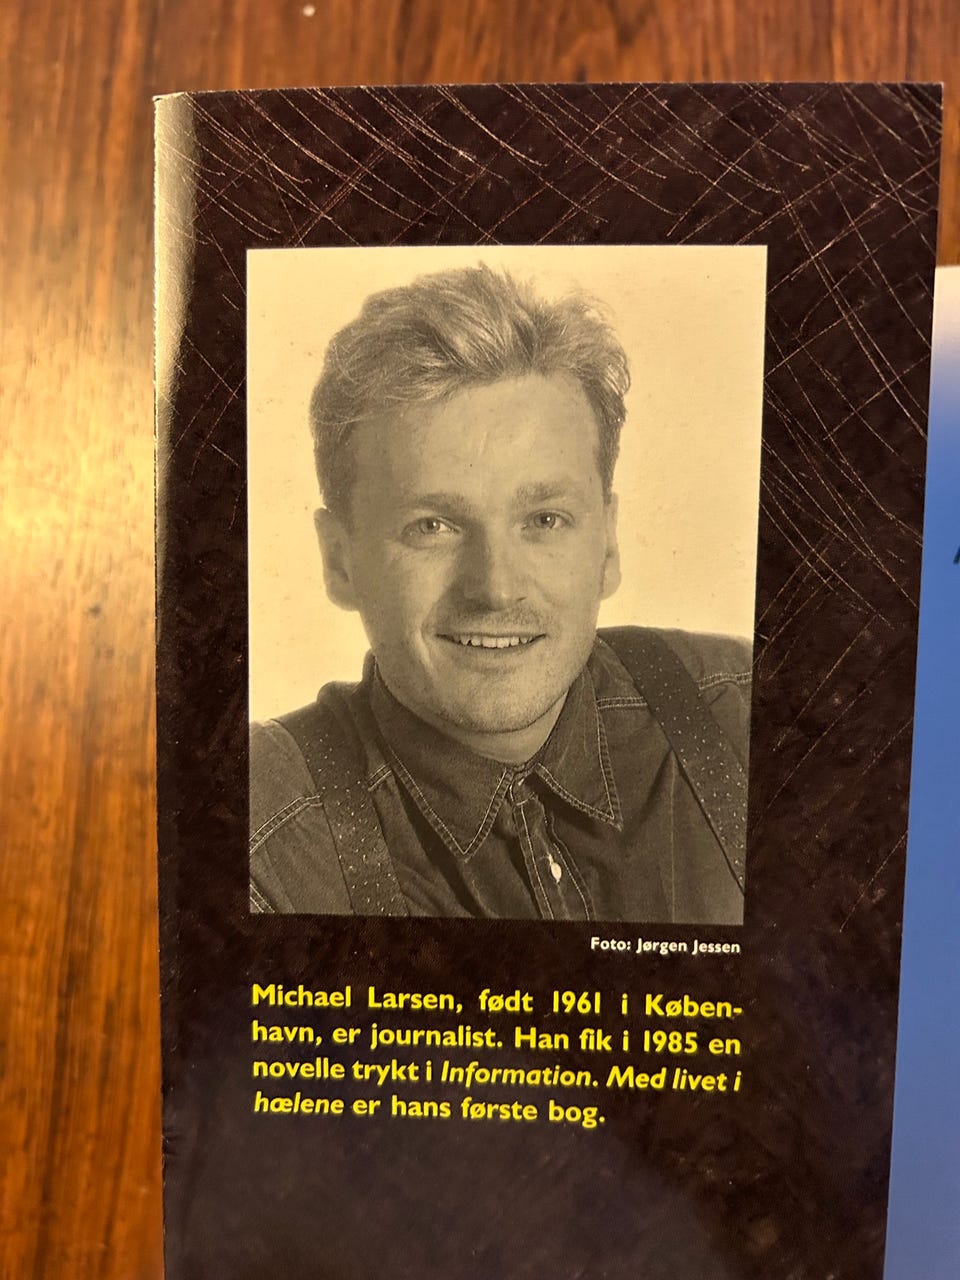 Foto: Jørgen Jessen
Michael Larsen, født 1961 i Køben-
havn, er journalist. Han fik i 1985 en
novelle trykt i Information. Med livet i
hælene er hans første bog.